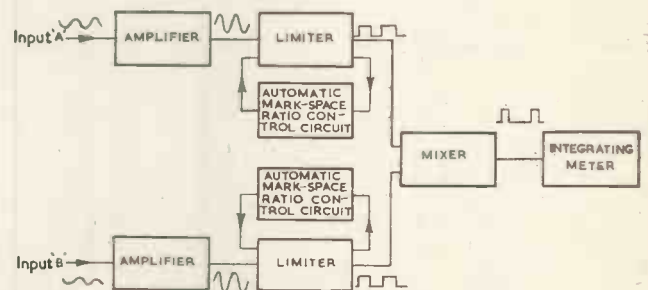 Input 'A'
AMPLIFIER
LIMITER
AUTOMATIC
MARK-SPACE
RATIO CON-
TROL CIRCUIT
MIXER
INTEGRATING
METER
AUTOMATIC
MARK-SPACE
RATIO CON-
TROL CIRCUIT
Input 'B'
AMPLIFIER
LIMITER